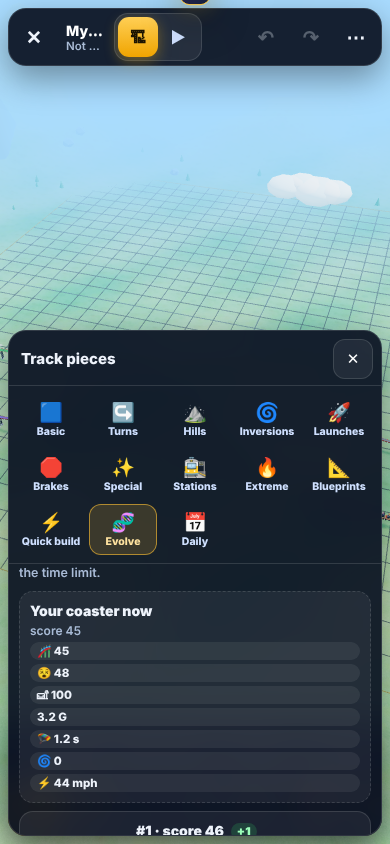 My...
Not ...
Track pieces
Basic
Turns
Hills
Inversions
Launches
Brakes
Special
Stations
Extreme
Blueprints
Quick build
Evolve
Daily
the time limit.
Your coaster now
score 45
45
48
100
3.2 G
1.2 s
0
44 mph
#1 · score 46 +1